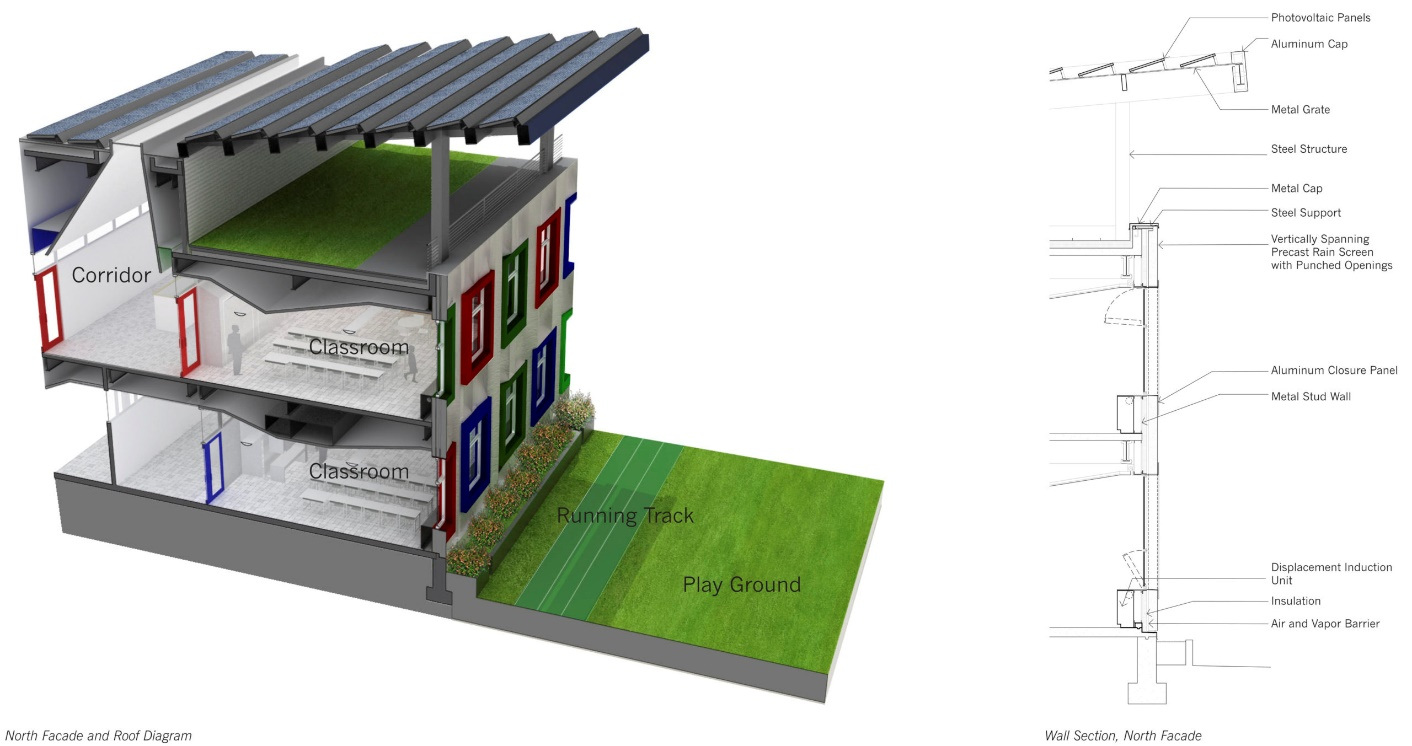 Corridor
Classroom
Classroom
Running Track
Play Ground
North Facade and Roof Diagram
Photovoltaic Panels
Aluminum Cap
Metal Grate
Steel Structure
Metal Cap
Steel Support
Vertically Spanning
Precast Rain Screen
with Punched Openings
Aluminum Closure Panel
Metal Stud Wall
Displacement Induction
Unit
Insulation
Air and Vapor Barrier
Wall Section, North Facade